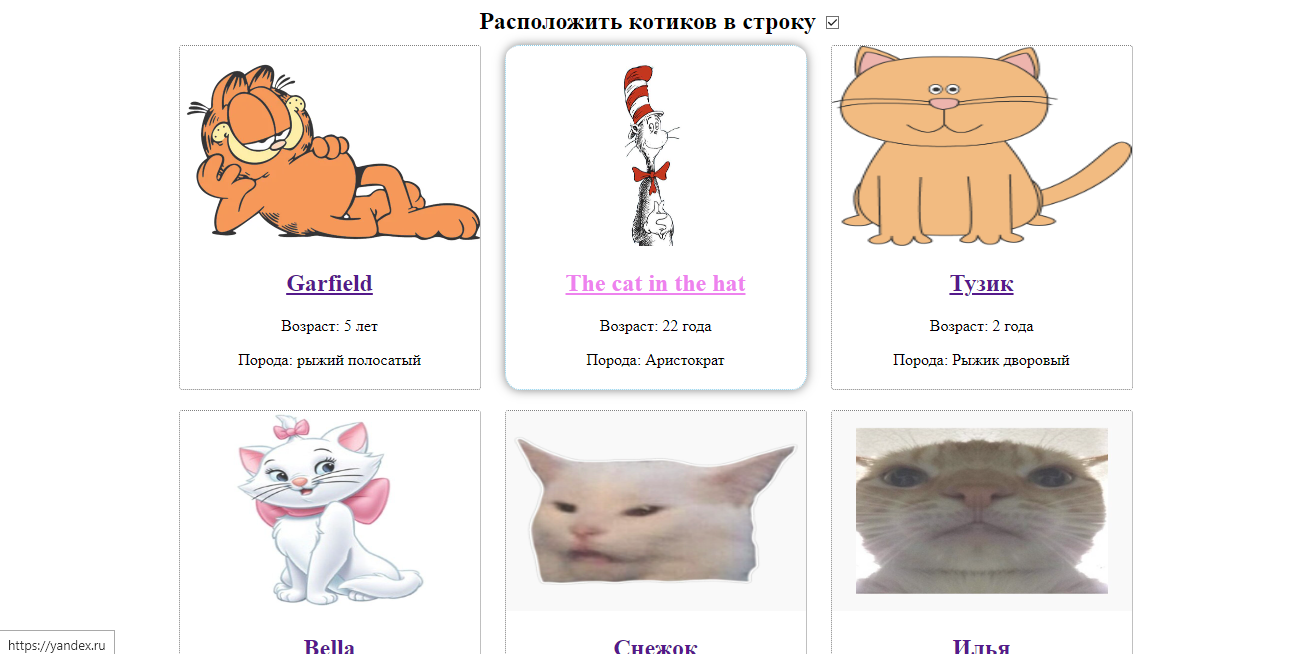 Расположить котиков в строку
Garfield
Возраст: 5 лет
Порода: рыжий полосатый
The cat in the hat
Возраст: 22 года
Порода: Аристократ
Тузик
Возраст: 2 года
Порода: Рыжик дворовый
Bella
Снежок
Илья
https://yandex.ru